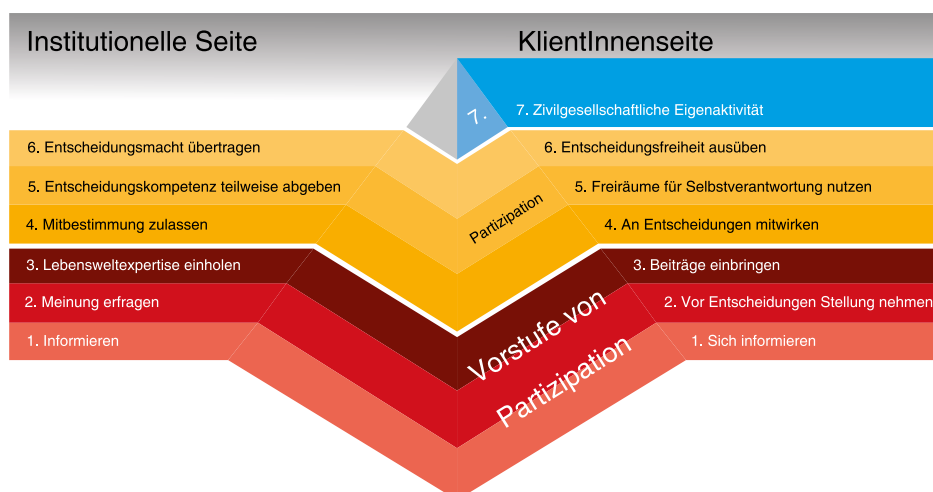 Institutionelle Seite
KlientInnenseite
7.
7. Zivilgesellschaftliche Eigenaktivität
6. Entscheidungsmacht übertragen
6. Entscheidungsfreiheit ausüben
5. Entscheidungskompetenz teilweise abgeben
5. Freiräume für Selbstverantwortung nutzen
4. Mitbestimmung zulassen
Partizipation
4. An Entscheidungen mitwirken
3. Lebensweltexpertise einholen
3. Beiträge einbringen
2. Meinung erfragen
2. Vor Entscheidungen Stellung nehmen
1. Informieren
1. Sich informieren
Vorstufe von
Partizipation